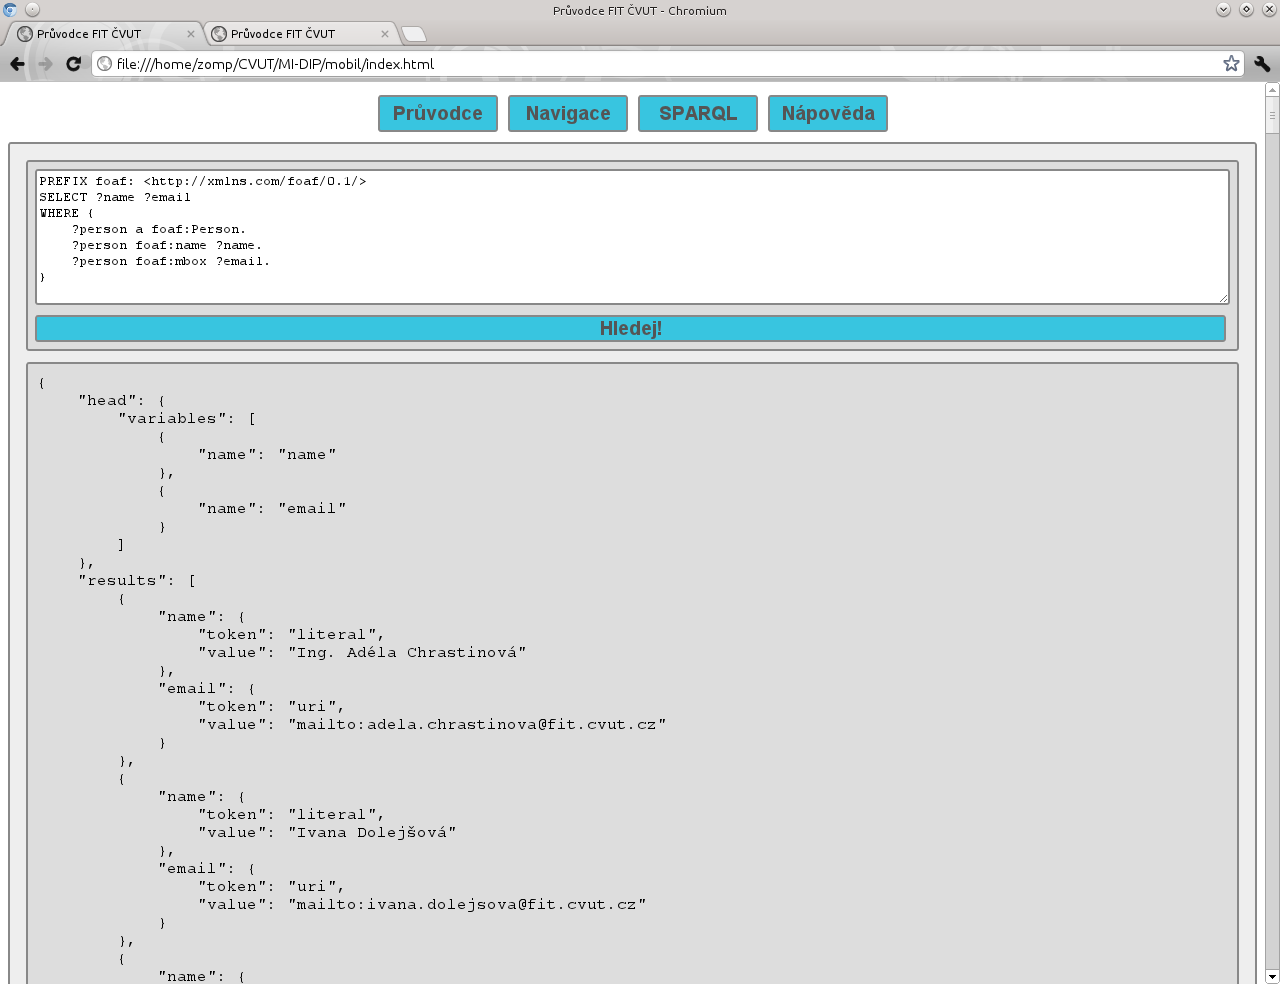 Průvodce FIT ČVUT - Chromium
Průvodce FIT ČVUT
Průvodce FIT ČVUT
file:///home/zomp/CVUT/MI-DIP/mobil/index.html
Průvodce
Navigace
SPARQL
Nápověda
PREFIX foaf: <http://xmlns.com/foaf/0.1/>
SELECT ?name ?email
WHERE {
    ?person a foaf:Person.
    ?person foaf:name ?name.
    ?person foaf:mbox ?email.
}
Hledej!
{
    "head": {
        "variables": [
            {
                "name": "name"
            },
            {
                "name": "email"
            }
        ]
    },
    "results": [
        {
            "name": {
                "token": "literal",
                "value": "Ing. Adéla Chrastinová"
            },
            "email": {
                "token": "uri",
                "value": "mailto:adela.chrastinova@fit.cvut.cz"
            }
        },
        {
            "name": {
                "token": "literal",
                "value": "Ivana Dolejšová"
            },
            "email": {
                "token": "uri",
                "value": "mailto:ivana.dolejsova@fit.cvut.cz"
            }
        },
        {
            "name": {